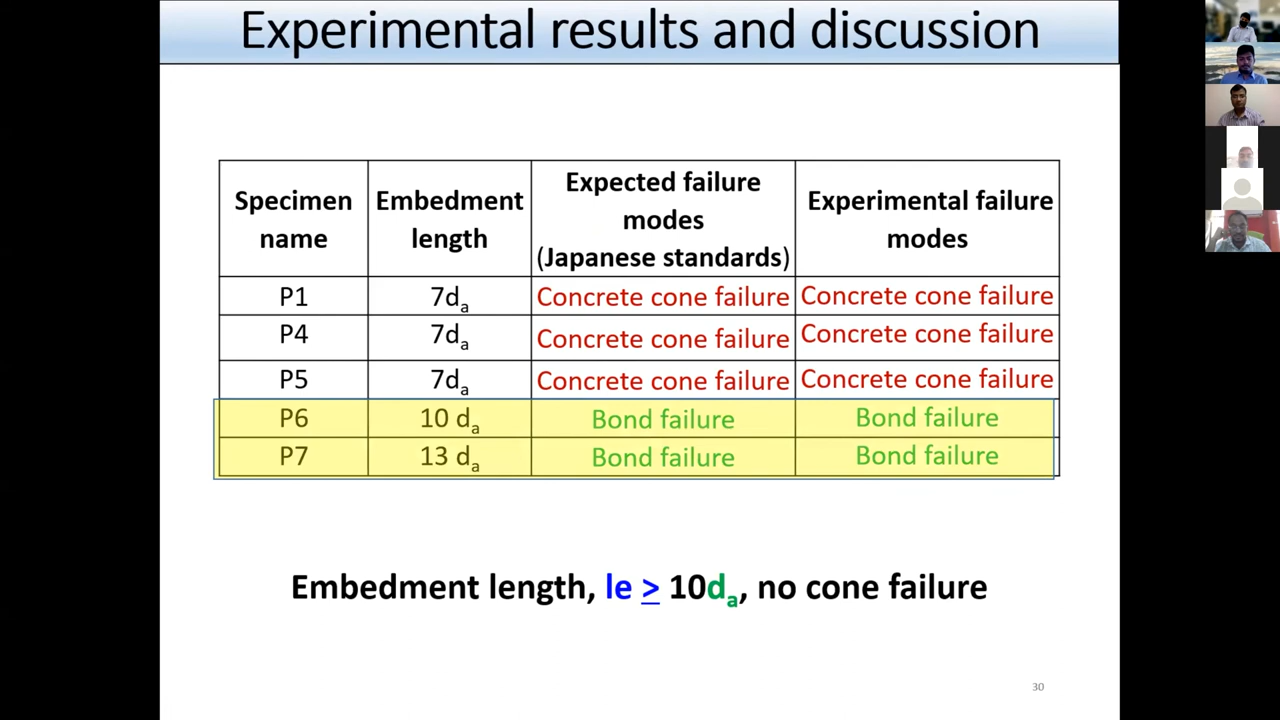 Experimental results and discussion
Specimen name Embedment length Expected failure modes (Japanese standards) Experimental failure modes
P1 7da Concrete cone failure Concrete cone failure
P4 7da Concrete cone failure Concrete cone failure
P5 7da Concrete cone failure Concrete cone failure
P6 10 da Bond failure Bond failure
P7 13 da Bond failure Bond failure
Embedment length, le ≥ 10da, no cone failure
30